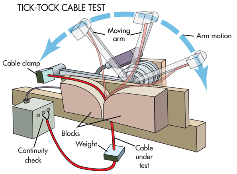 TICK-TOCK CABLE TEST
Moving
arm
Arm motion
Cable clamp
Blocks
Weight
Cable
under
test
Continuity
check